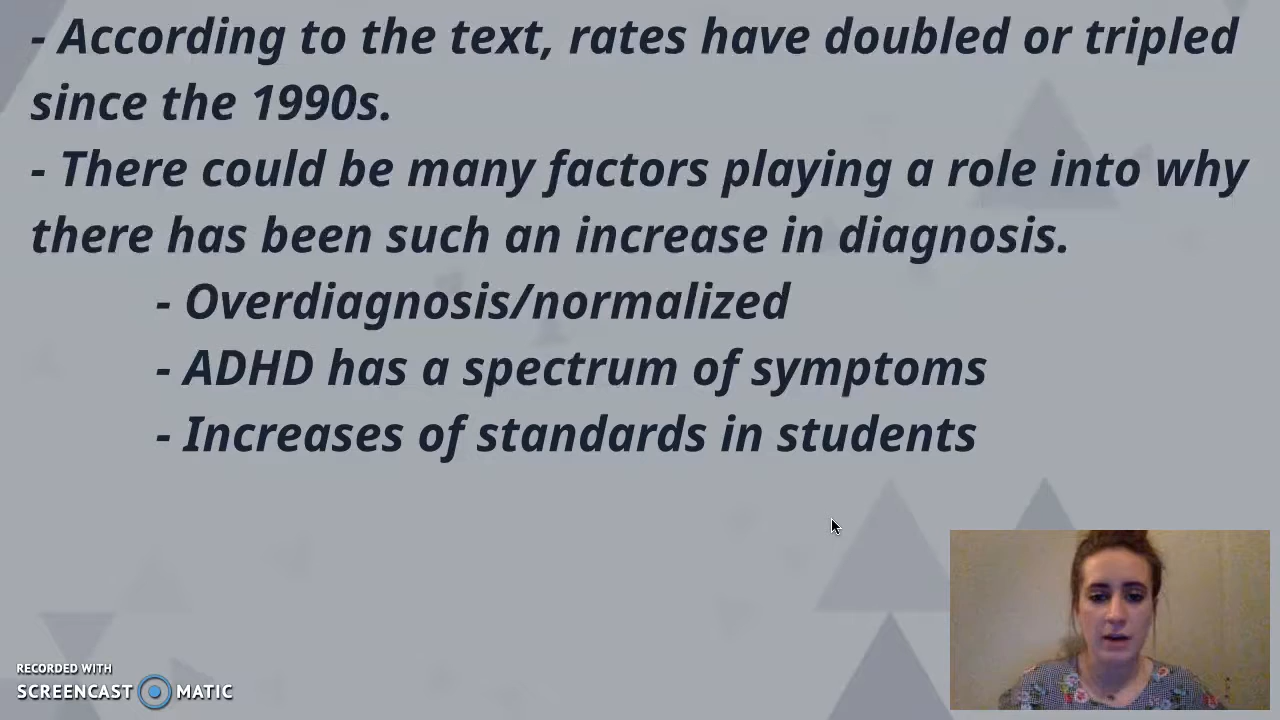 - According to the text, rates have doubled or tripled
since the 1990s.
- There could be many factors playing a role into why
there has been such an increase in diagnosis.
- Overdiagnosis/normalized
- ADHD has a spectrum of symptoms
- Increases of standards in students
RECORDED WITH
SCREENCAST MATIC